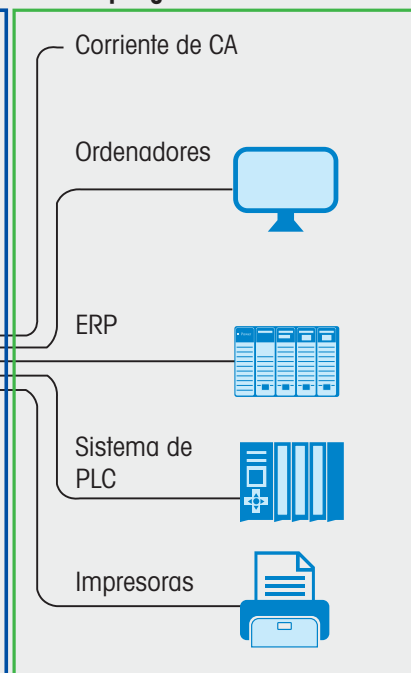 Corriente de CA
Ordenadores
ERP
Sistema de
PLC
Impresoras